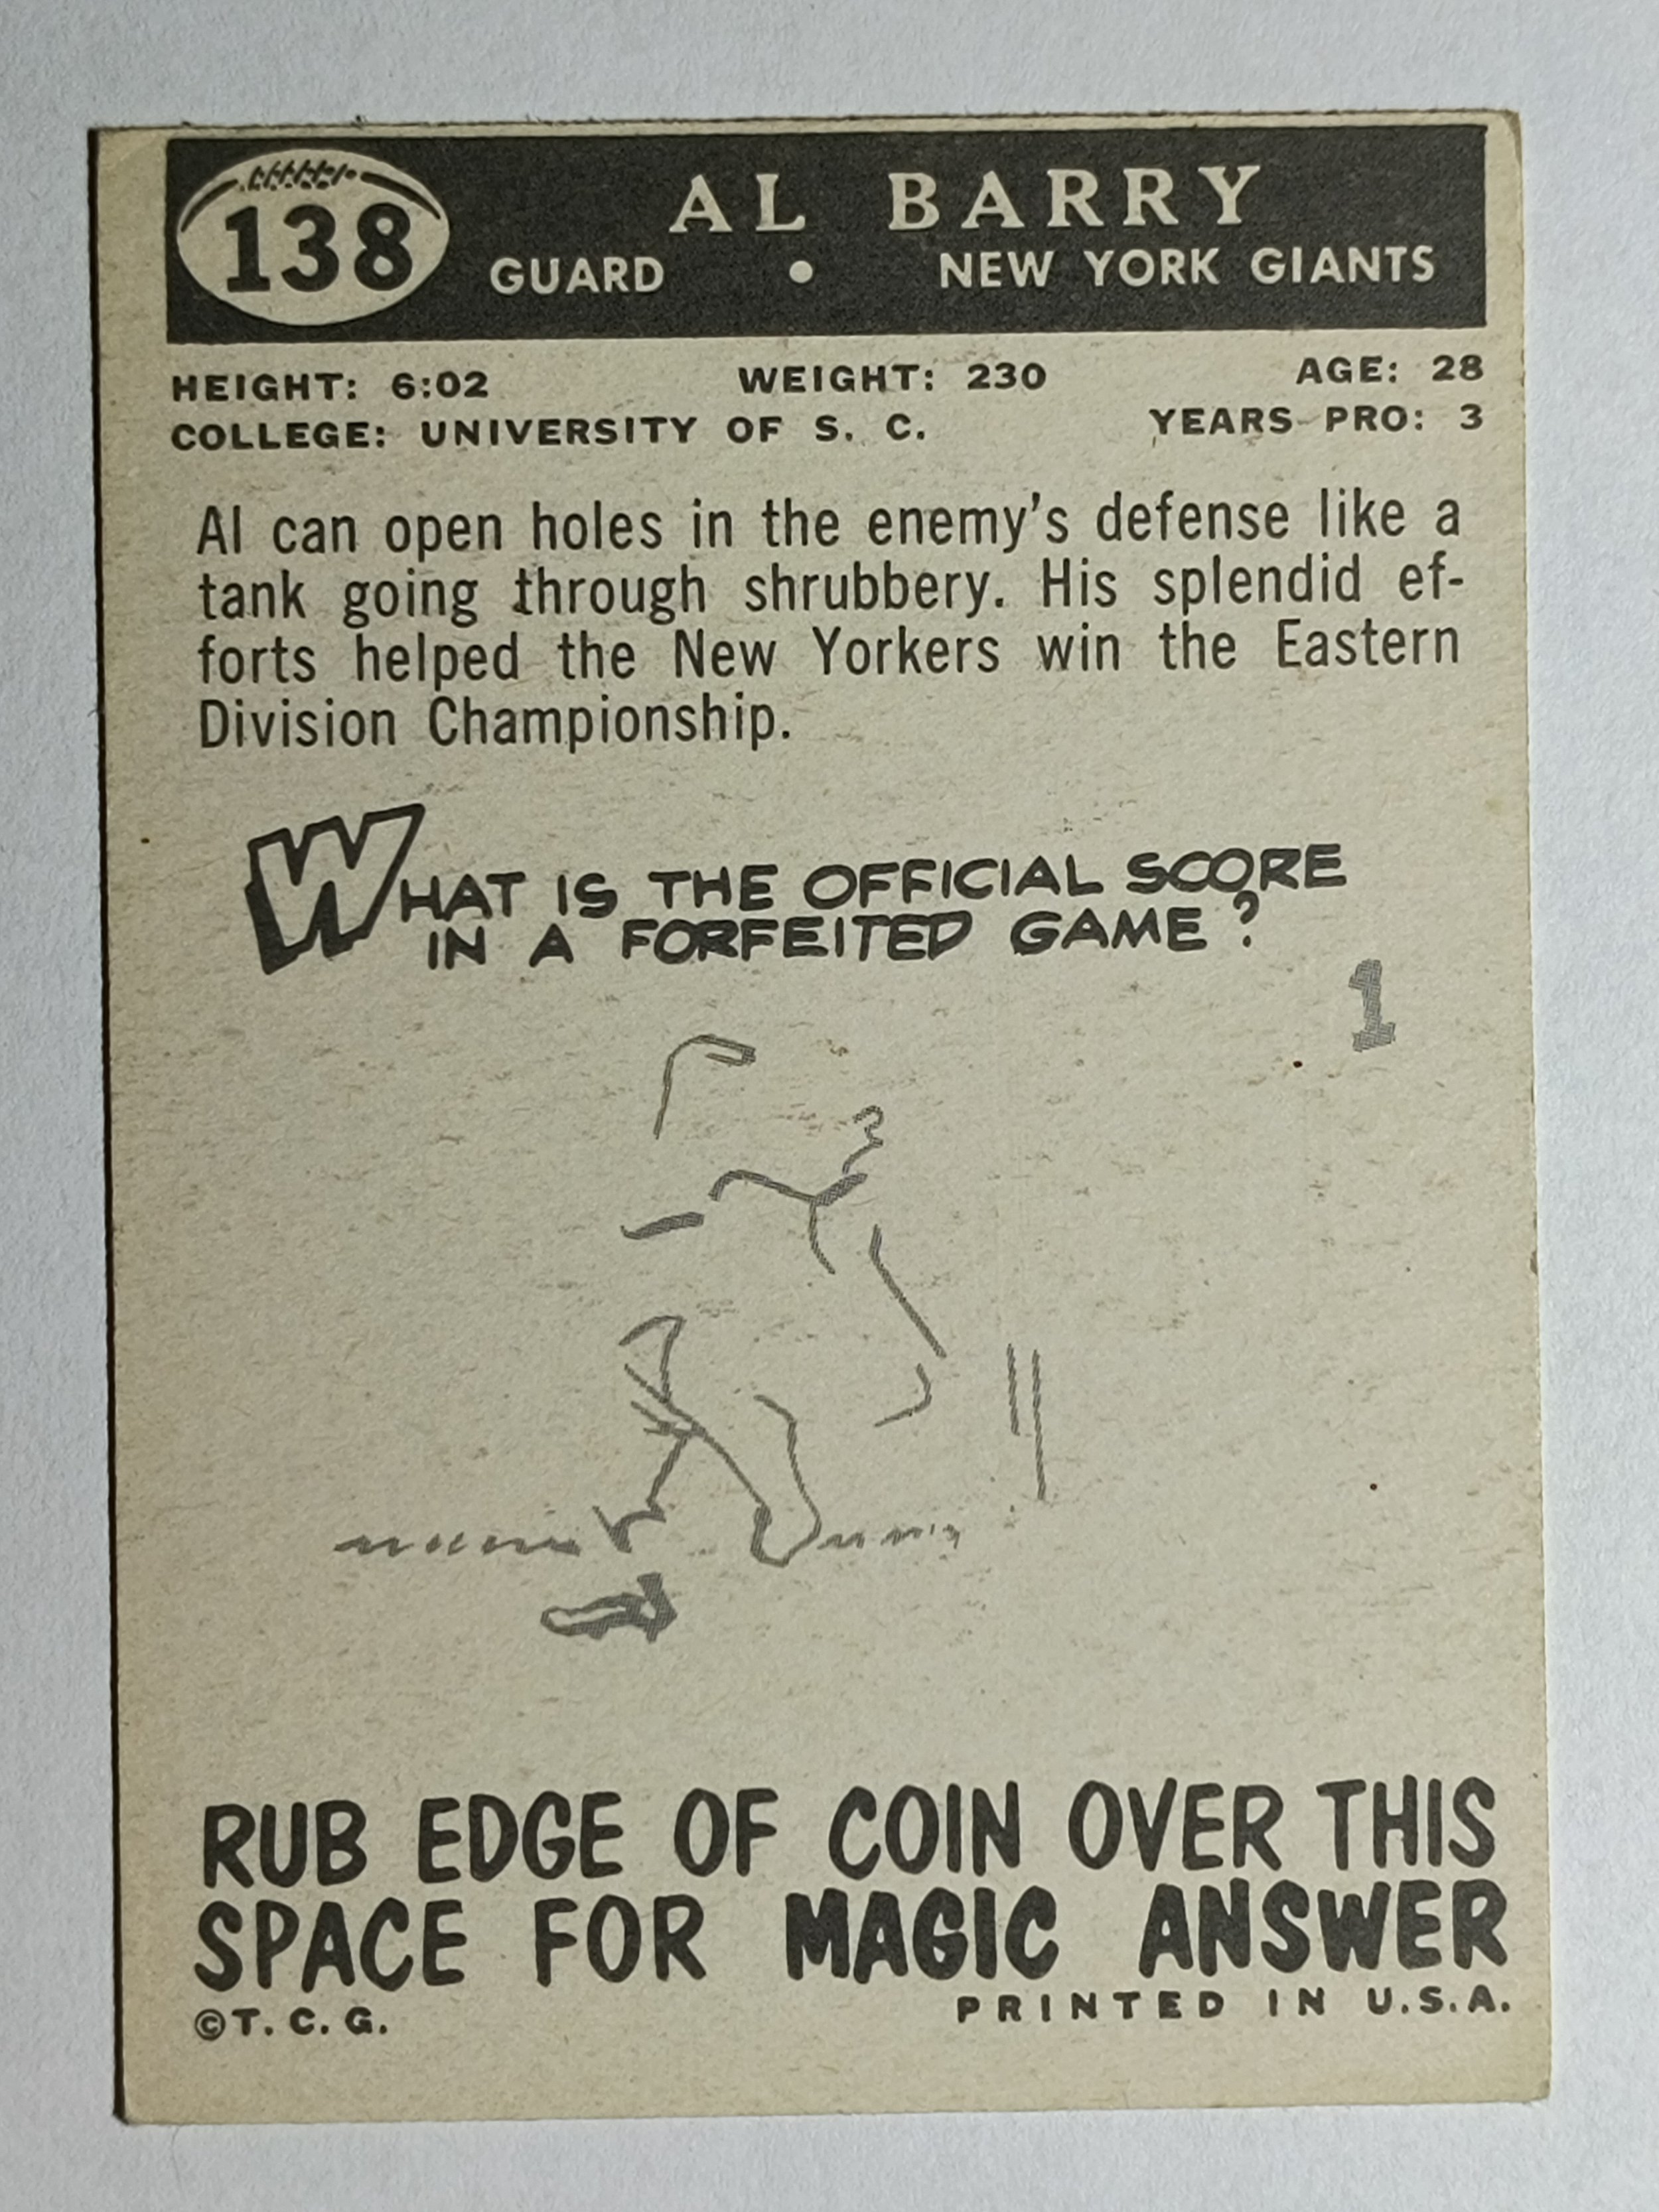 138
AL BARRY
GUARD • NEW YORK GIANTS
HEIGHT: 6:02 WEIGHT: 230 AGE: 28
COLLEGE: UNIVERSITY OF S. C. YEARS PRO: 3
Al can open holes in the enemy's defense like a
tank going through shrubbery. His splendid ef-
forts helped the New Yorkers win the Eastern
Division Championship.
WHAT IS THE OFFICIAL SCORE
IN A FORFEITED GAME?
1
RUB EDGE OF COIN OVER THIS
SPACE FOR MAGIC ANSWER
©T. C. G. PRINTED IN U.S.A.